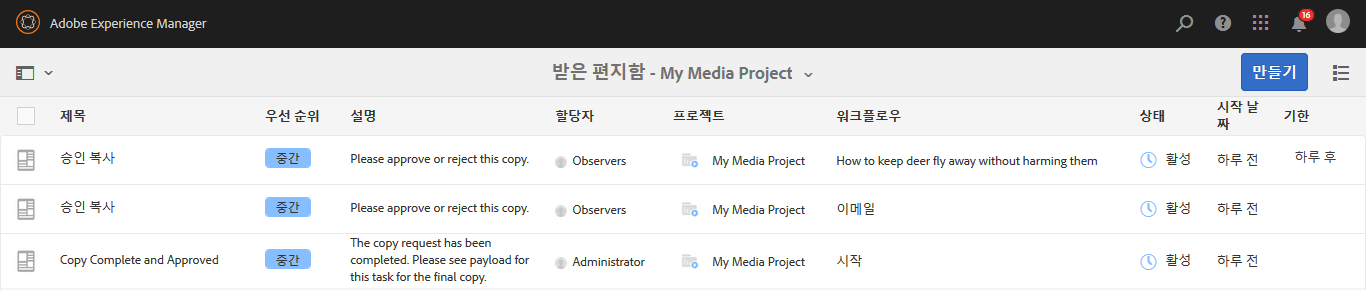 Adobe Experience Manager
16
받은 편지함 - My Media Project
만들기
제목 우선 순위 설명 할당자 프로젝트 워크플로우 상태 시작 날
짜 기한
승인 복사 중간 Please approve or reject this copy. Observers My Media Project How to keep deer fly away without harming them 활성 하루 전 하루 후
승인 복사 중간 Please approve or reject this copy. Observers My Media Project 이메일 활성 하루 전
Copy Complete and Approved 중간 The copy request has been
completed. Please see payload for
this task for the final copy. Administrator My Media Project 시작 활성 하루 전